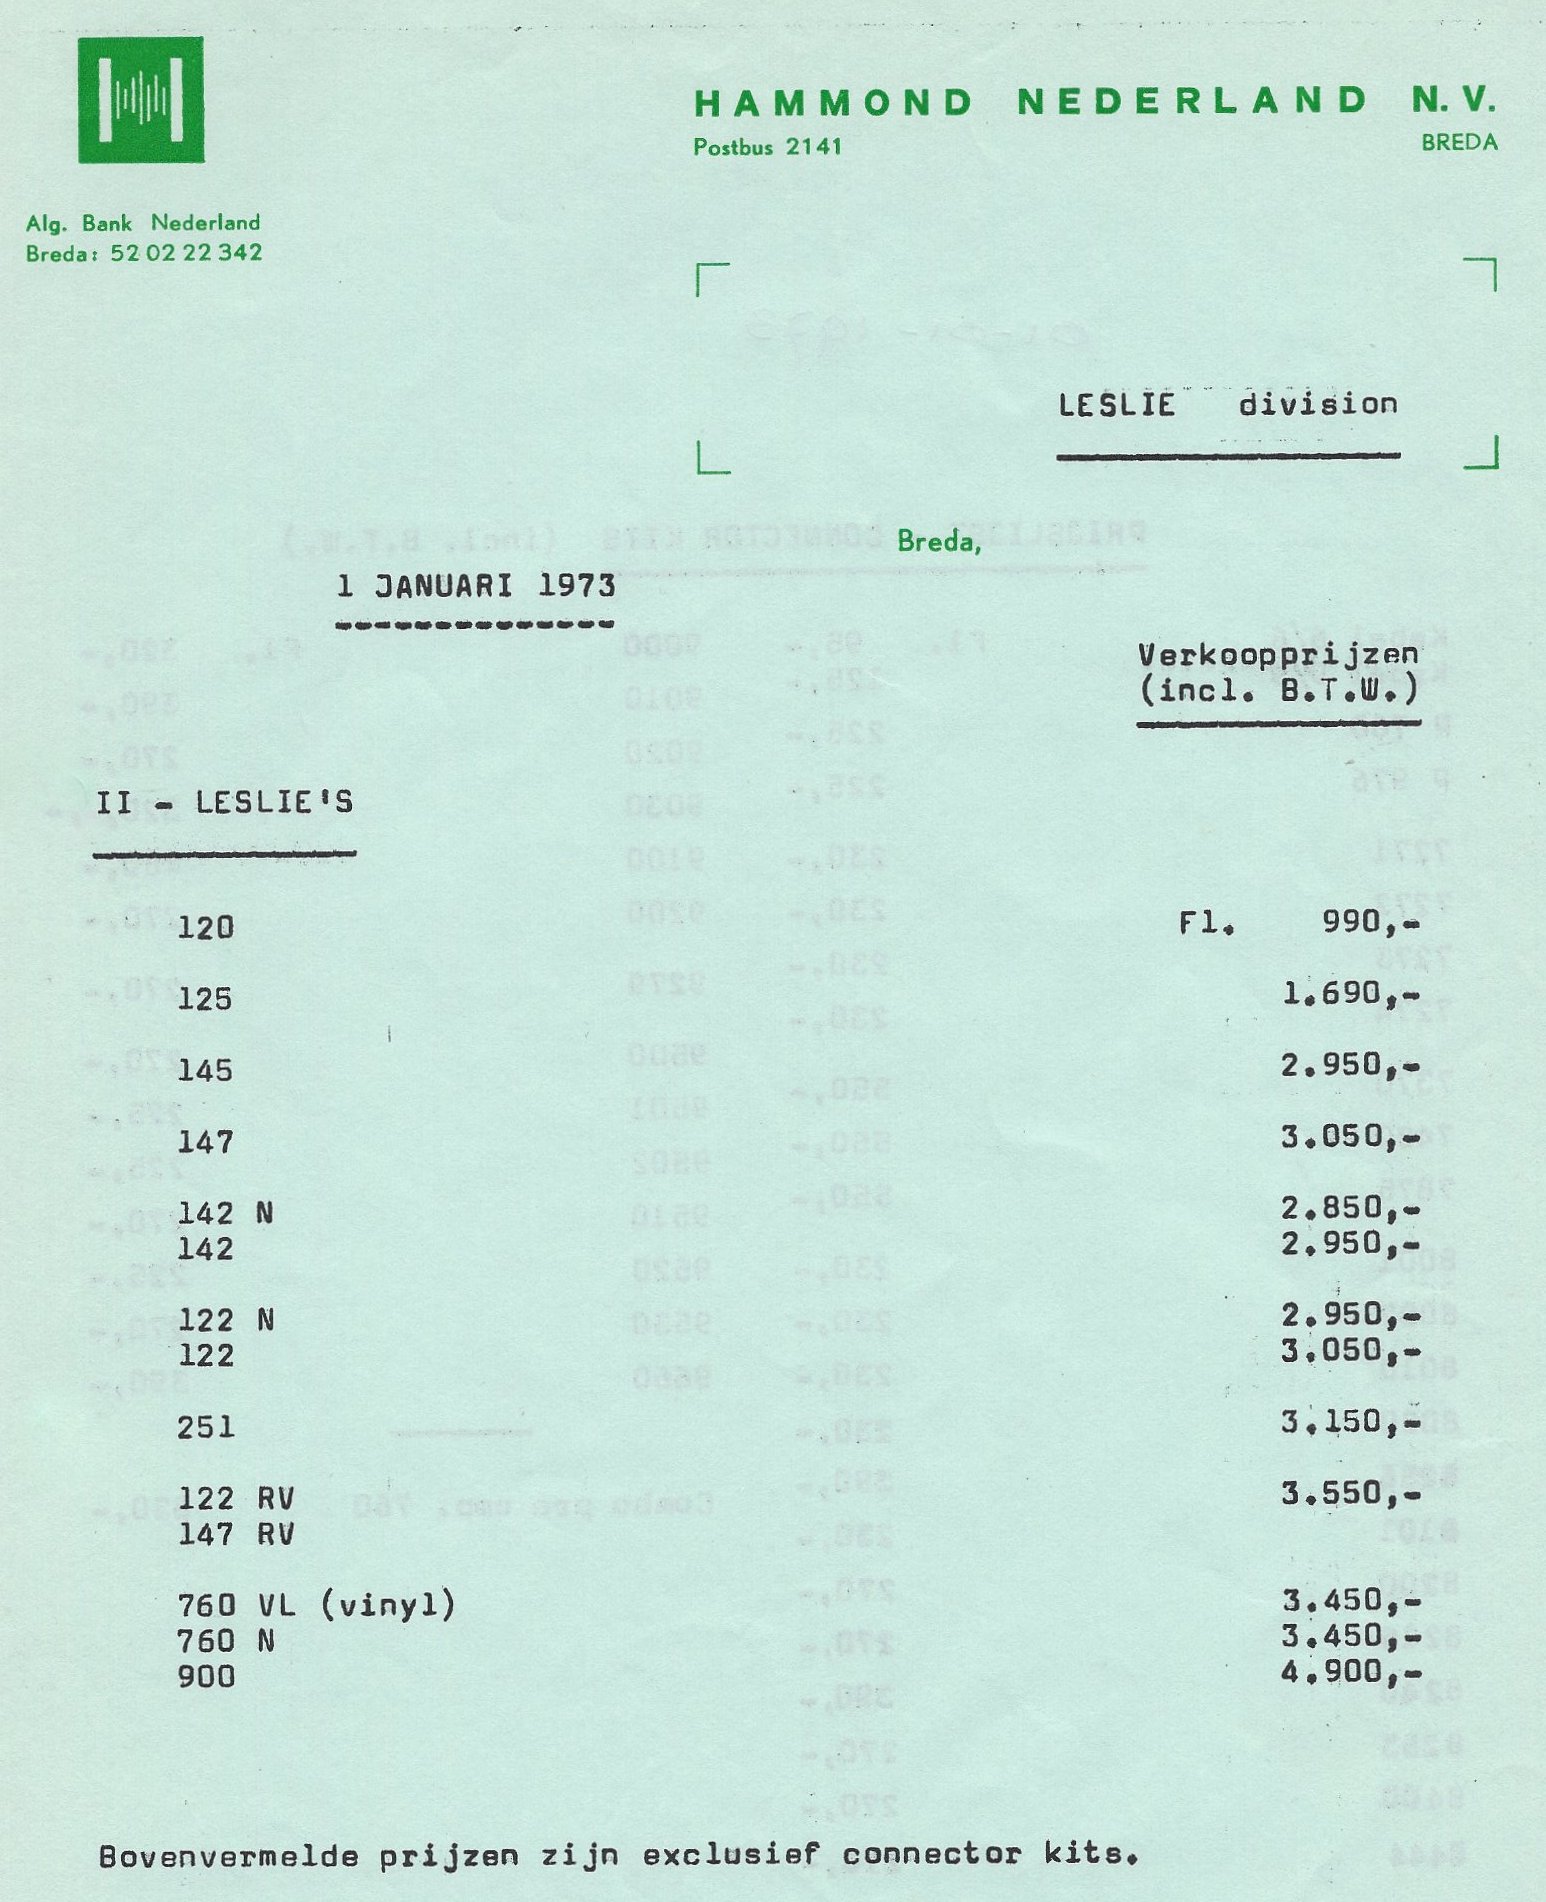 HAMMOND NEDERLAND N.V.
Postbus 2141 BREDA
Alg. Bank Nederland
Breda: 52 02 22 342
LESLIE division
Breda,
1 JANUARI 1973
Verkoopprijzen
(incl. B.T.W.)
II - LESLIE'S
120 Fl. 990,-
125 1.690,-
145 2.950,-
147 3.050,-
142 N 2.850,-
142 2.950,-
122 N 2.950,-
122 3.050,-
251 3.150,-
122 RV 3.550,-
147 RV
760 VL (vinyl) 3.450,-
760 N 3.450,-
900 4.900,-
Bovenvermelde prijzen zijn exclusief connector kits.